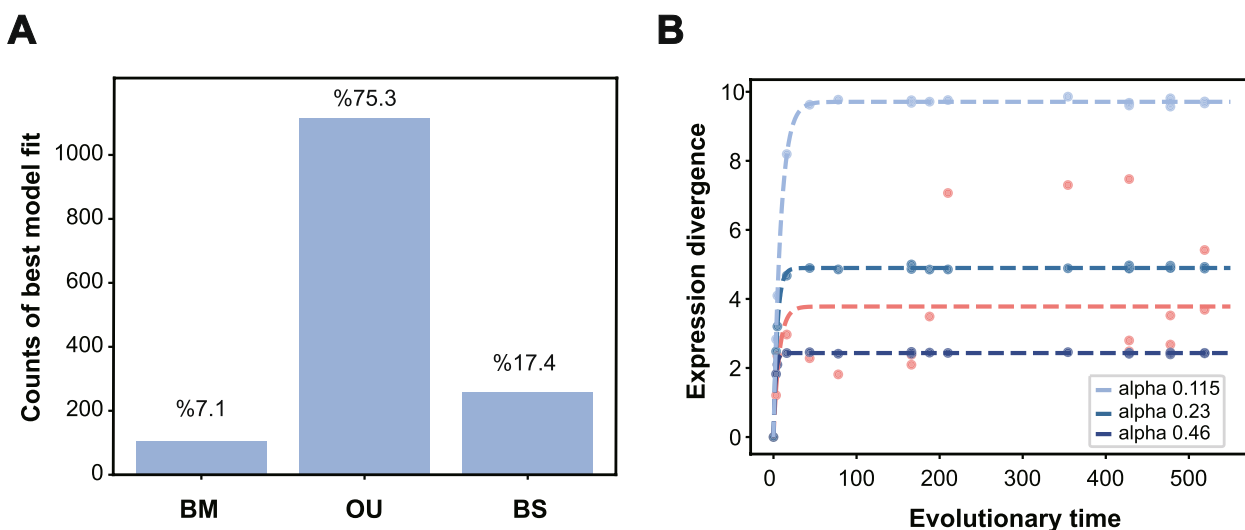 A
Counts of best model fit
1000
800
600
400
200
0
%7.1
%75.3
%17.4
BM
OU
BS
B
Expression divergence
10
8
6
4
2
0
alpha 0.115
alpha 0.23
alpha 0.46
0
100
200
300
400
500
Evolutionary time